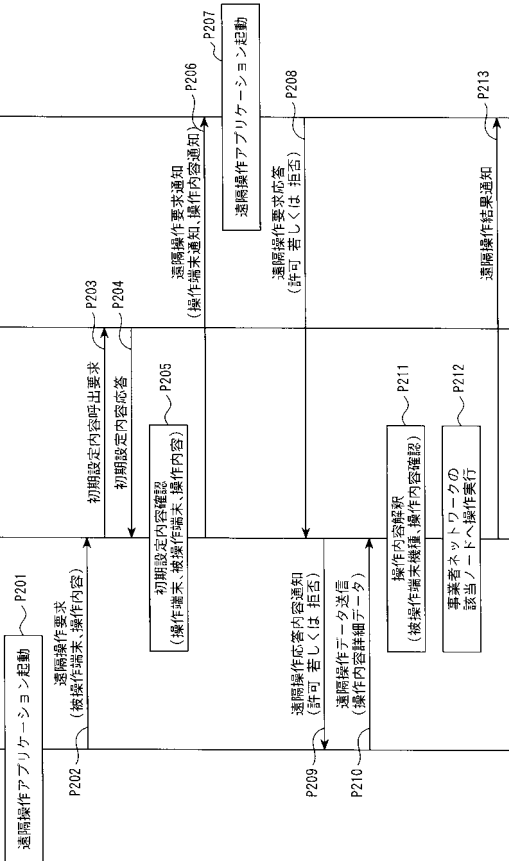 遠隔操作アプリケーション起動
P201
遠隔操作要求
(被操作端末、操作内容)
P202
初期設定内容呼出要求
P203
初期設定内容応答
P204
初期設定内容確認
(操作端末、被操作端末、操作内容)
P205
遠隔操作要求通知
(操作端末通知、操作内容通知)
P206
遠隔操作アプリケーション起動
P207
遠隔操作要求応答
(許可 若しくは 拒否)
P208
遠隔操作応答内容通知
(許可 若しくは 拒否)
P209
遠隔操作データ送信
(操作内容詳細データ)
P210
操作内容解釈
(被操作端末機種、操作内容確認)
P211
事業者ネットワークの
該当ノードへ操作実行
P212
遠隔操作結果通知
P213